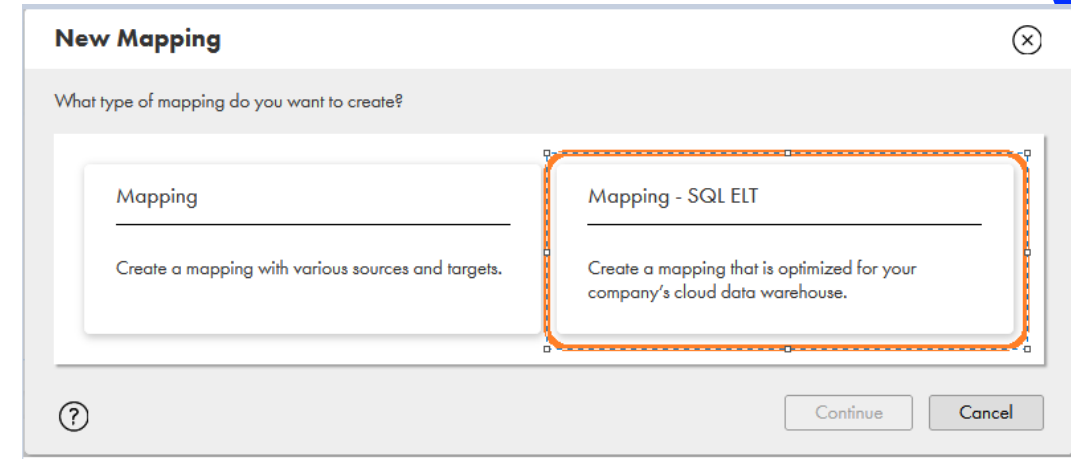 New Mapping
What type of mapping do you want to create?
Mapping
Create a mapping with various sources and targets.
Mapping - SQL ELT
Create a mapping that is optimized for your
company's cloud data warehouse.
?
Continue
Cancel